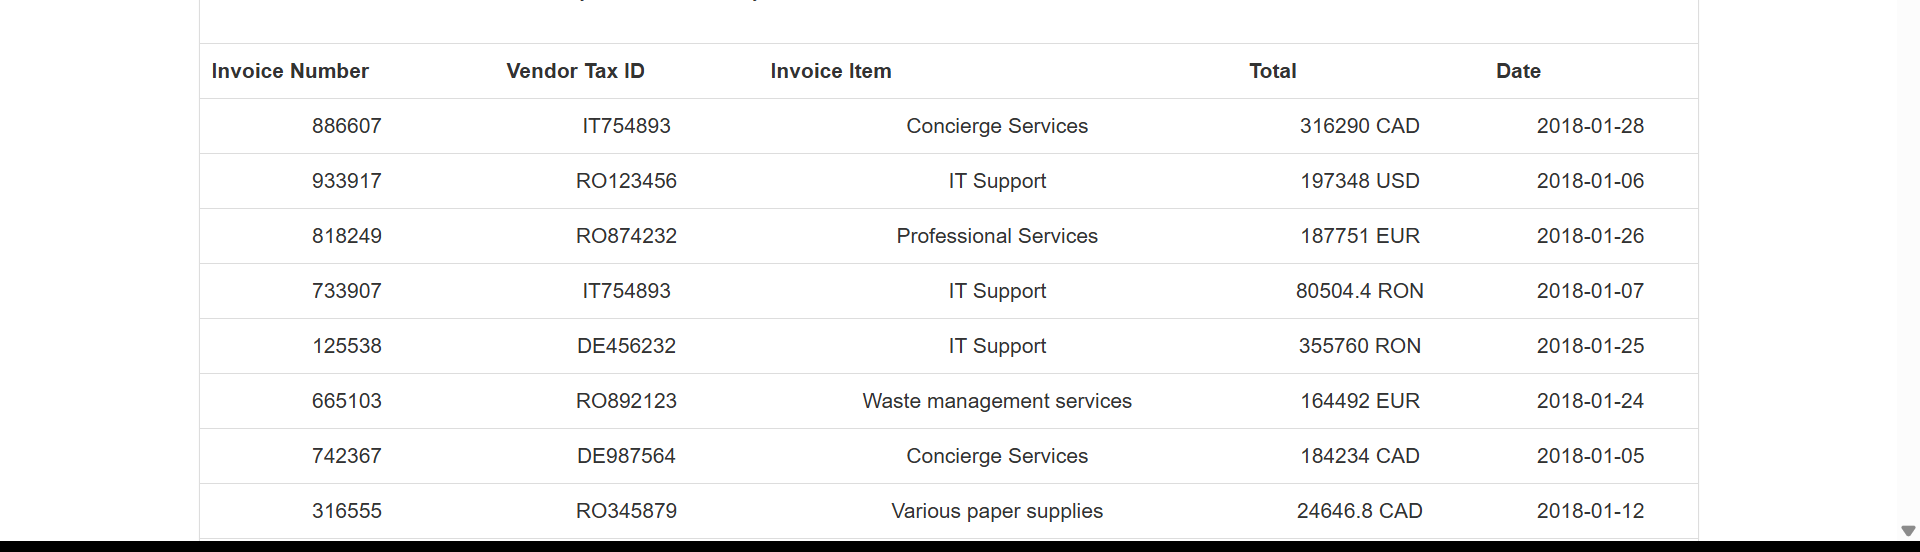 Invoice Number Vendor Tax ID Invoice Item Total Date
886607 IT754893 Concierge Services 316290 CAD 2018-01-28
933917 RO123456 IT Support 197348 USD 2018-01-06
818249 RO874232 Professional Services 187751 EUR 2018-01-26
733907 IT754893 IT Support 80504.4 RON 2018-01-07
125538 DE456232 IT Support 355760 RON 2018-01-25
665103 RO892123 Waste management services 164492 EUR 2018-01-24
742367 DE987564 Concierge Services 184234 CAD 2018-01-05
316555 RO345879 Various paper supplies 24646.8 CAD 2018-01-12